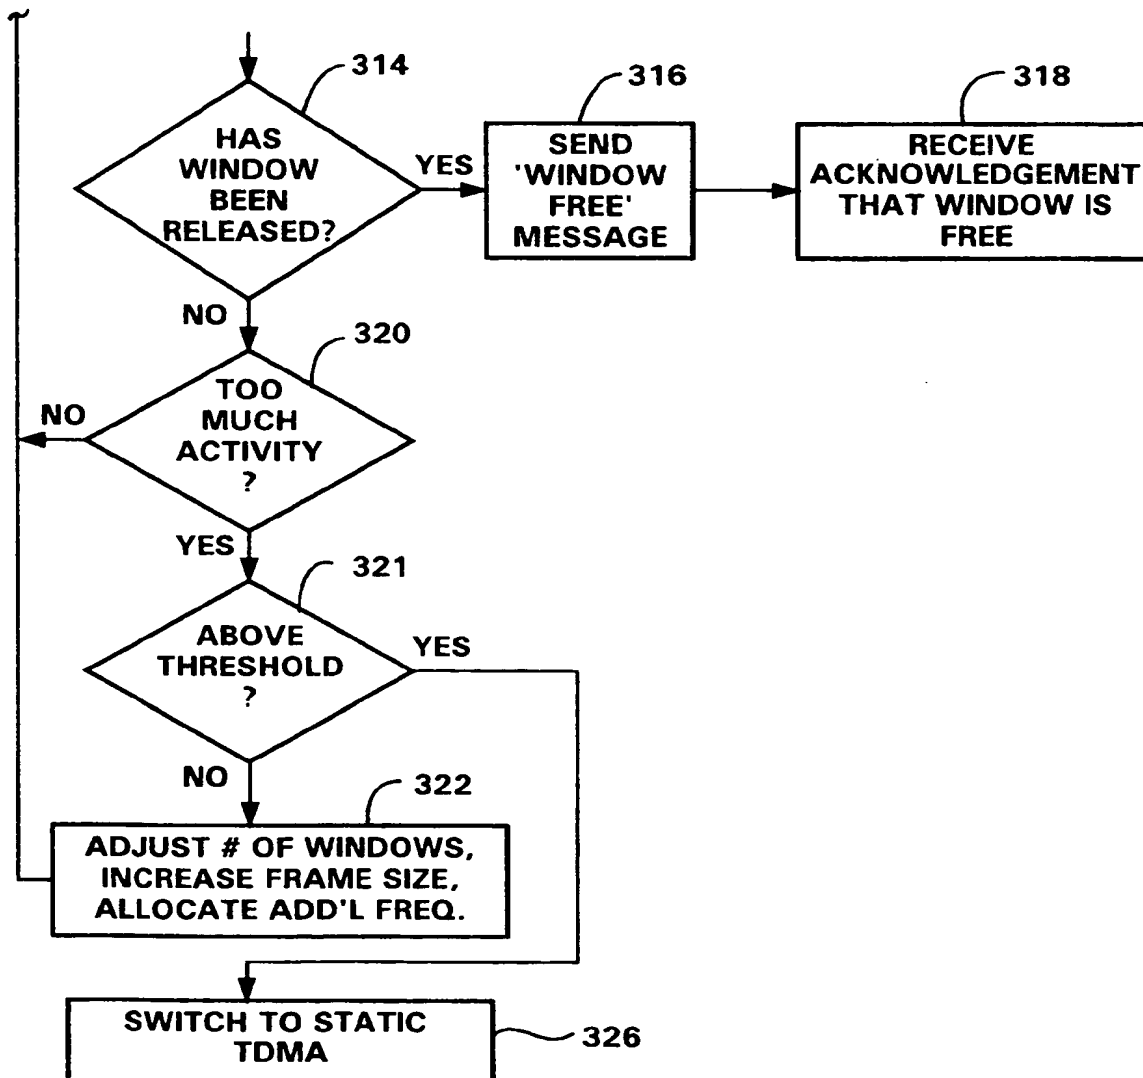 314
HAS
WINDOW
BEEN
RELEASED?
YES
316
SEND
'WINDOW
FREE'
MESSAGE
318
RECEIVE
ACKNOWLEDGEMENT
THAT WINDOW IS
FREE
NO
320
TOO
MUCH
ACTIVITY
?
NO
YES
321
ABOVE
THRESHOLD
?
YES
NO
322
ADJUST # OF WINDOWS,
INCREASE FRAME SIZE,
ALLOCATE ADD'L FREQ.
SWITCH TO STATIC
TDMA
326